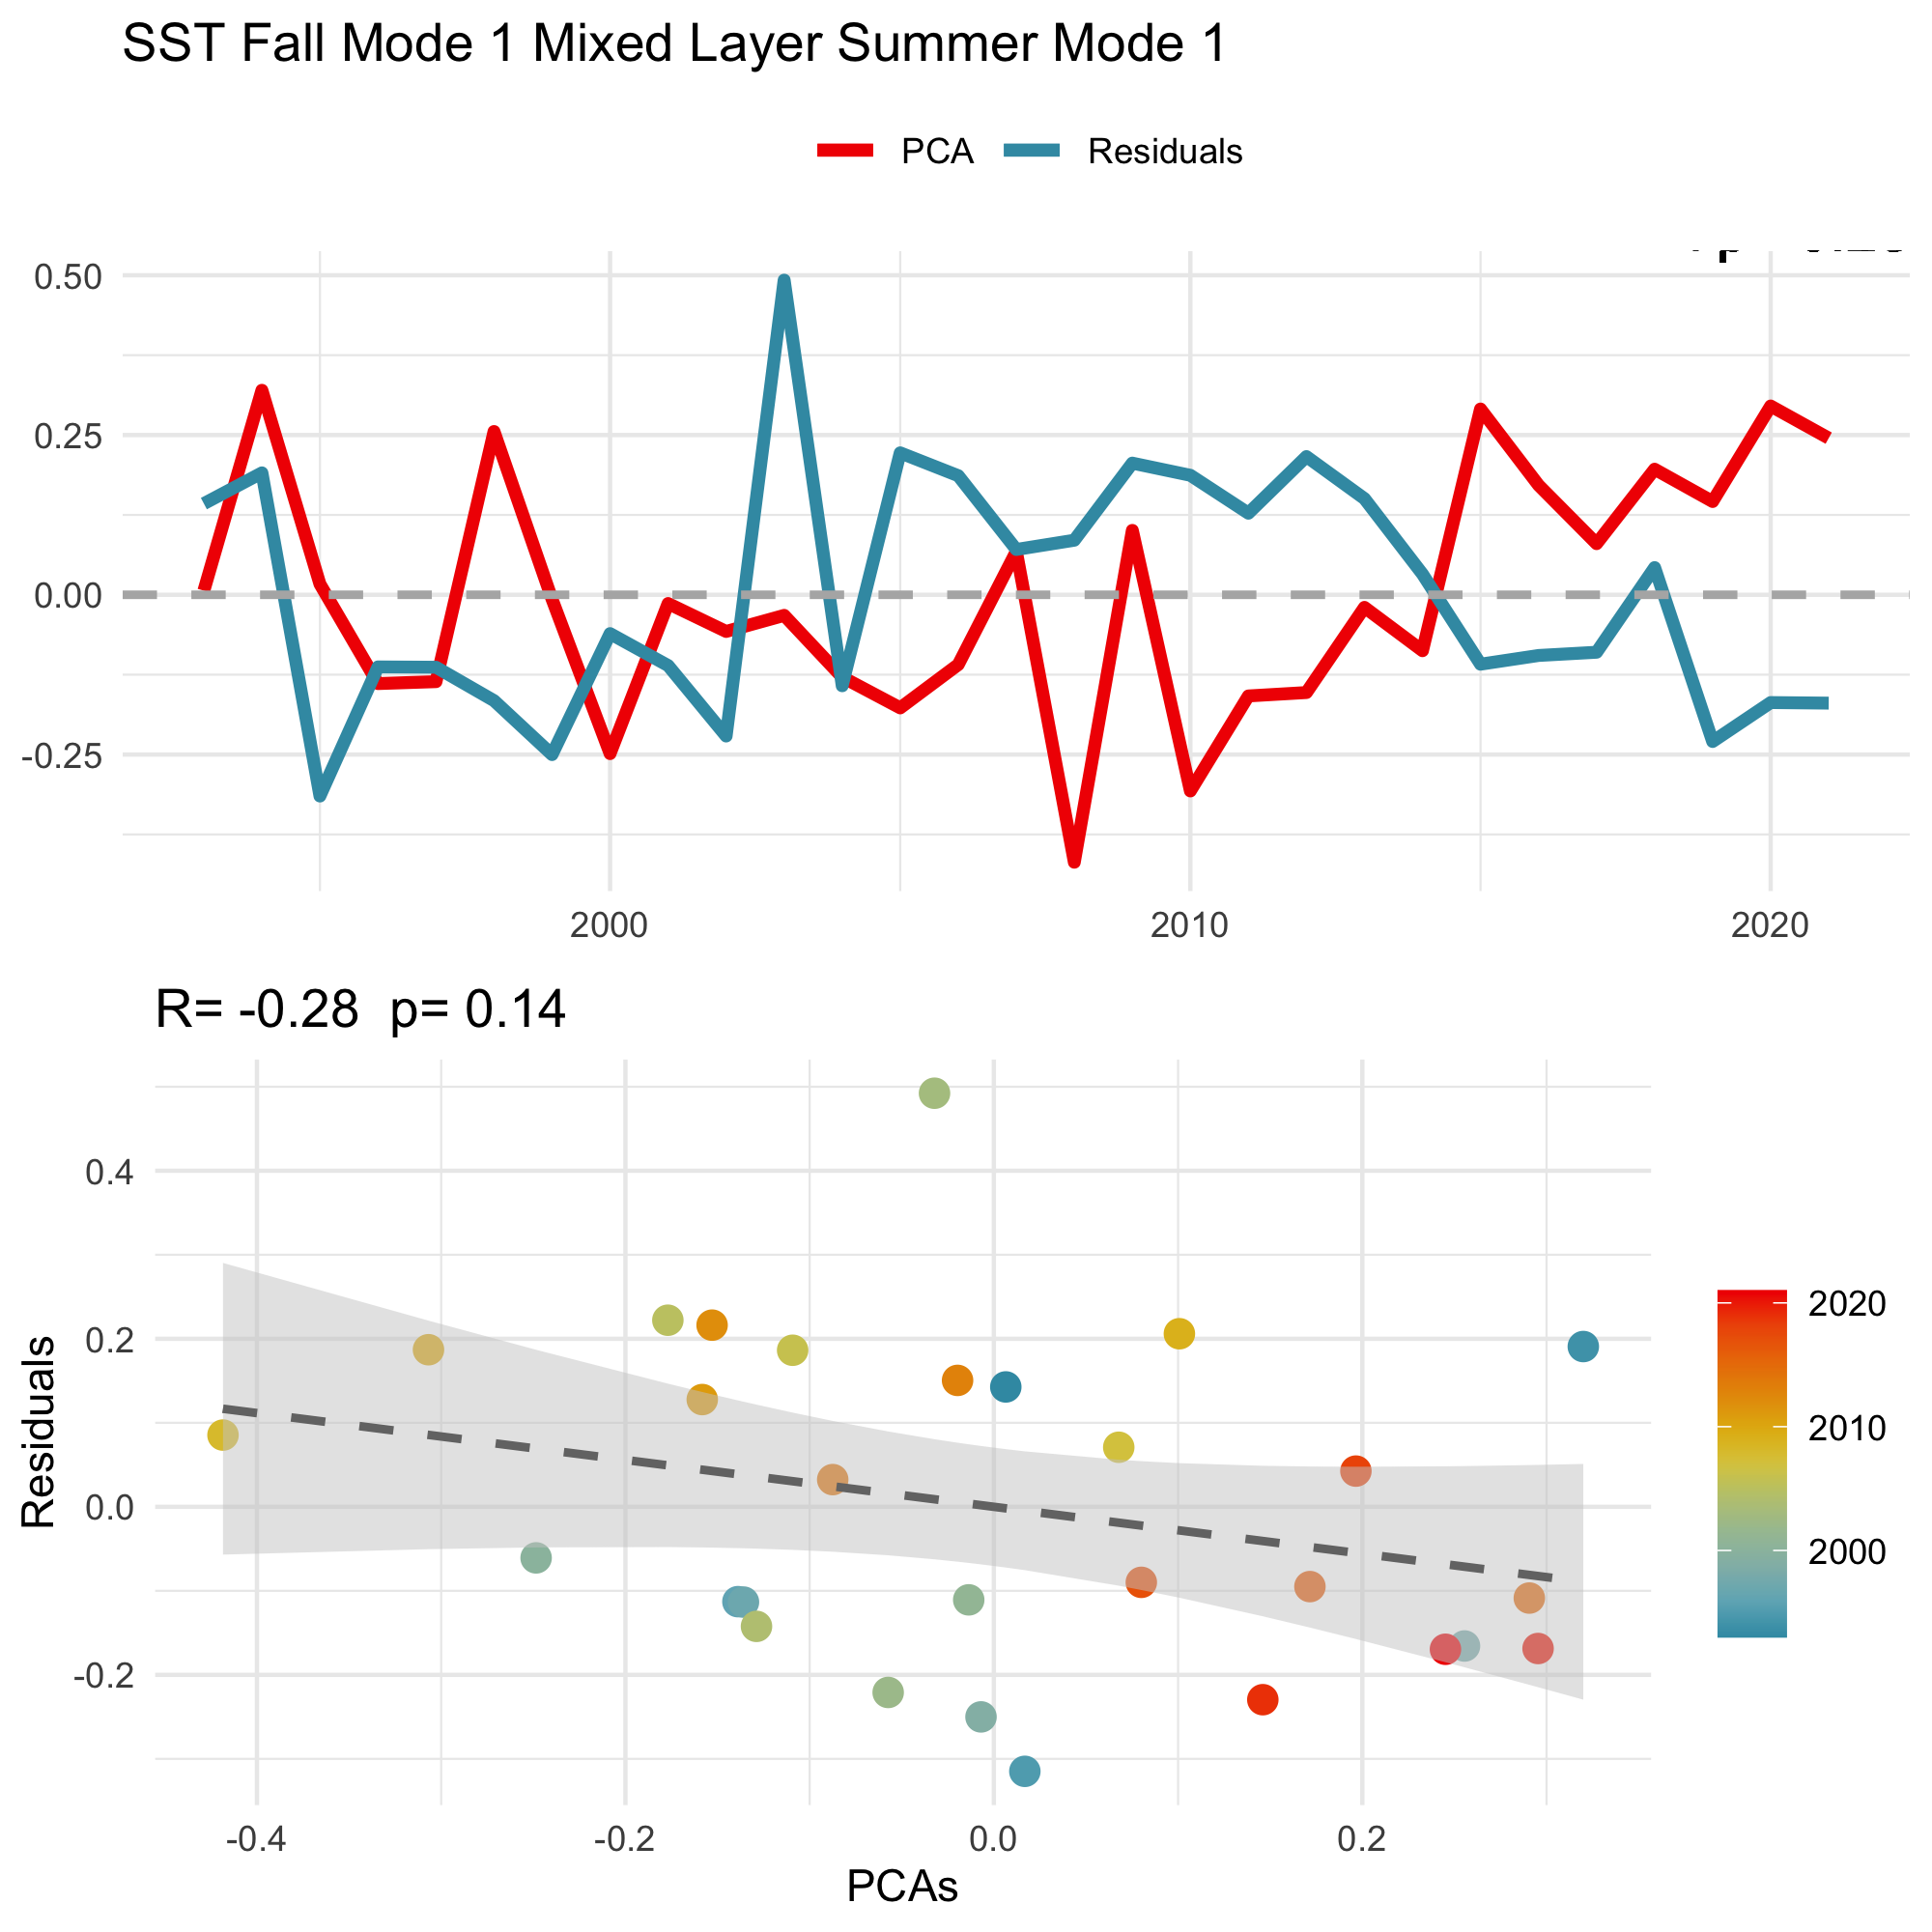 SST Fall Mode 1 Mixed Layer Summer Mode 1
PCA Residuals
0.50
0.25
0.00
-0.25
2000 2010 2020
R= -0.28 p= 0.14
Residuals
0.4
0.2
0.0
-0.2
-0.4 -0.2 0.0 0.2
PCAs
2020
2010
2000